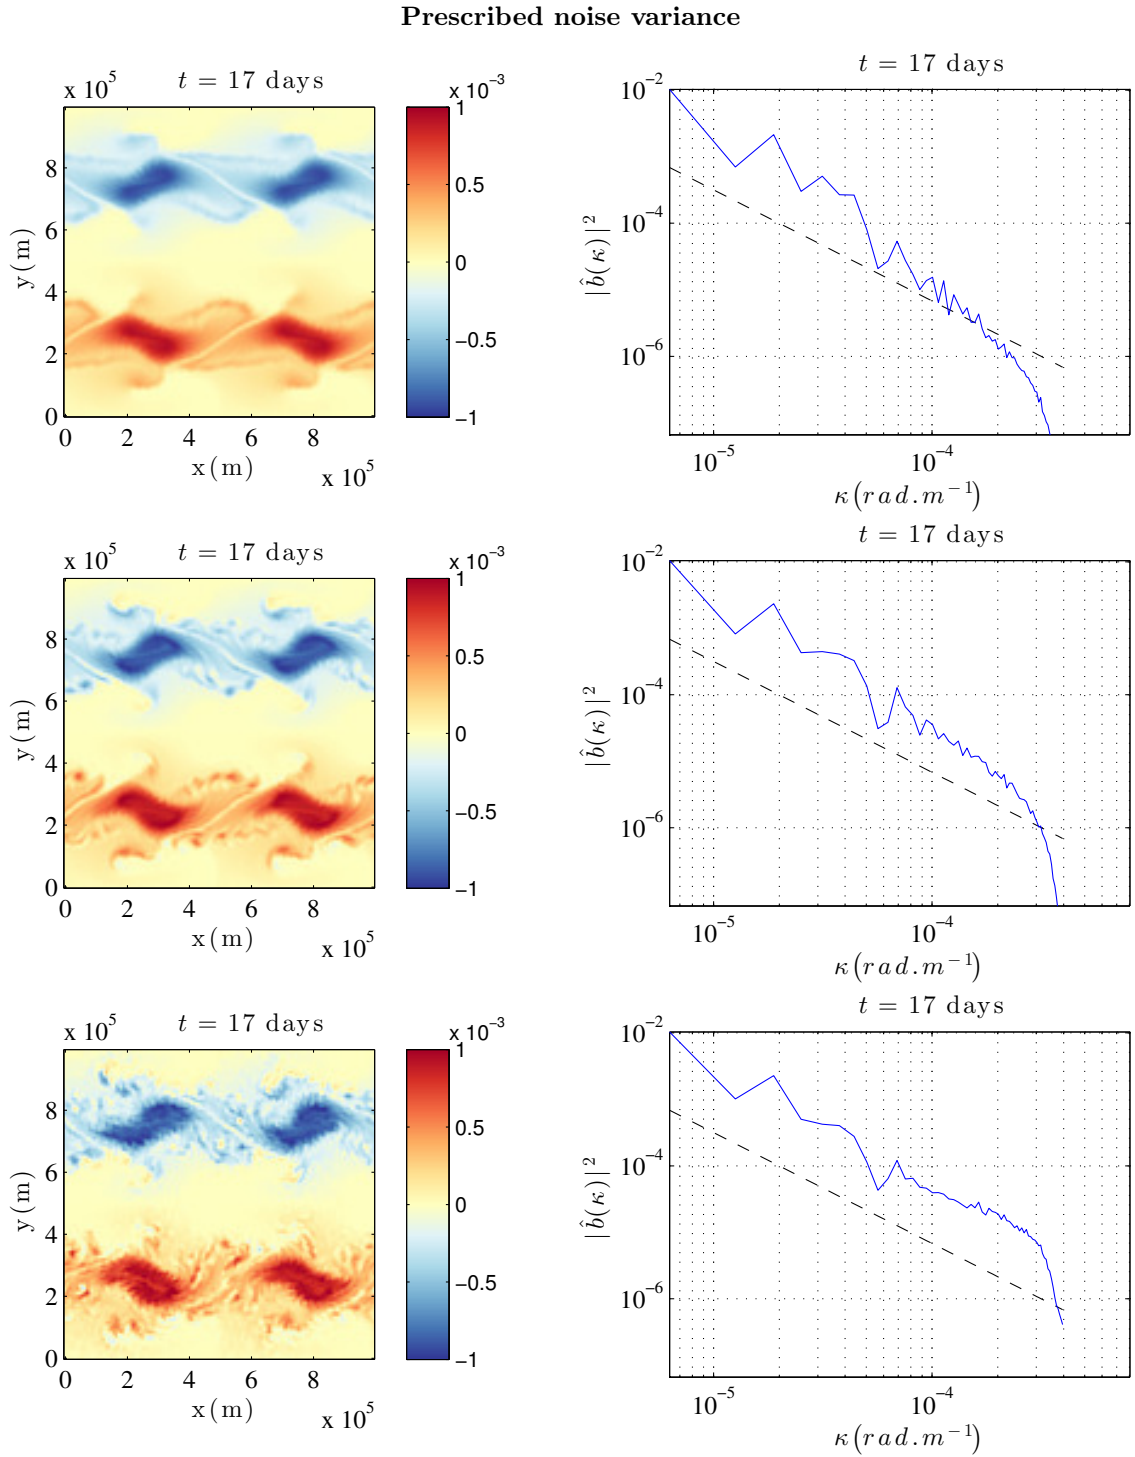 Prescribed noise variance
t = 17 days
x 10^5
x 10^−3
y(m)
8
6
4
2
0
1
0.5
0
−0.5
−1
0 2 4 6 8
x(m)
x 10^5
t = 17 days
|b̂(κ)|^2
10^−2
10^−4
10^−6
10^−5 10^−4
κ(rad.m^−1)
t = 17 days
x 10^5
x 10^−3
y(m)
8
6
4
2
0
1
0.5
0
−0.5
−1
0 2 4 6 8
x(m)
x 10^5
t = 17 days
|b̂(κ)|^2
10^−2
10^−4
10^−6
10^−5 10^−4
κ(rad.m^−1)
t = 17 days
x 10^5
x 10^−3
y(m)
8
6
4
2
0
1
0.5
0
−0.5
−1
0 2 4 6 8
x(m)
x 10^5
t = 17 days
|b̂(κ)|^2
10^−2
10^−4
10^−6
10^−5 10^−4
κ(rad.m^−1)